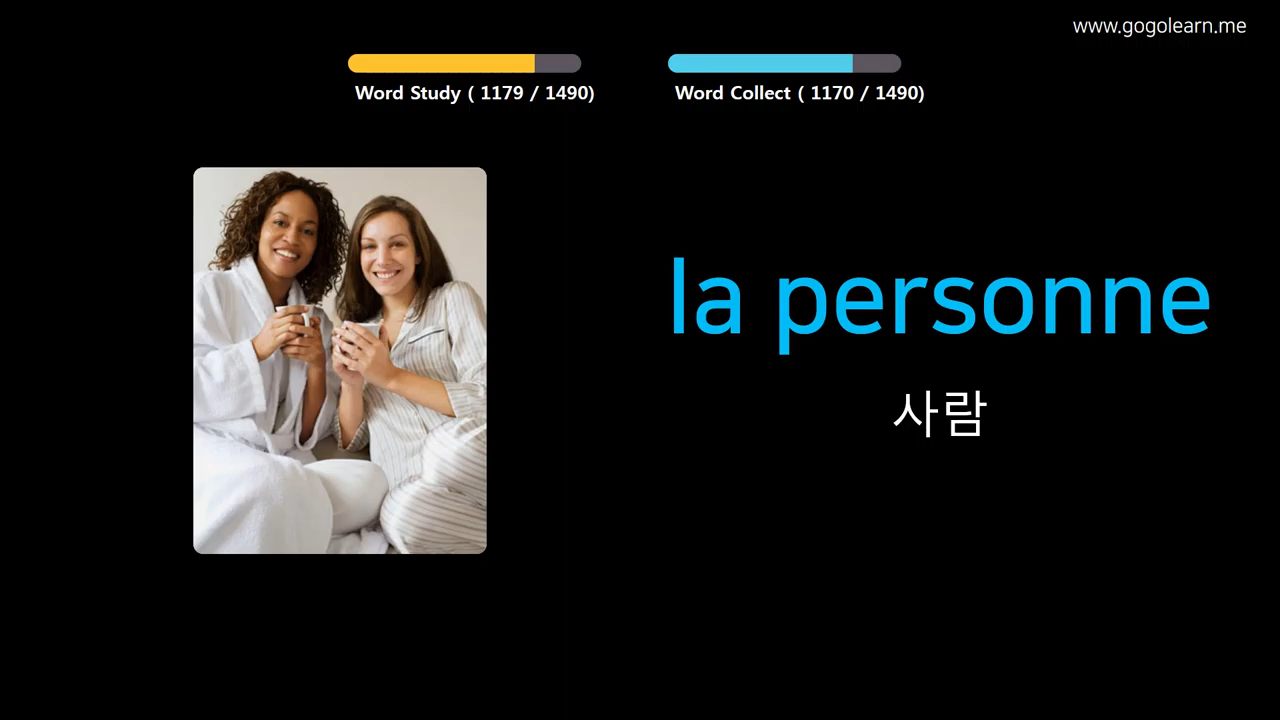 www.gogolearn.me
Word Study ( 1179 / 1490)
Word Collect ( 1170 / 1490)
la personne
사람